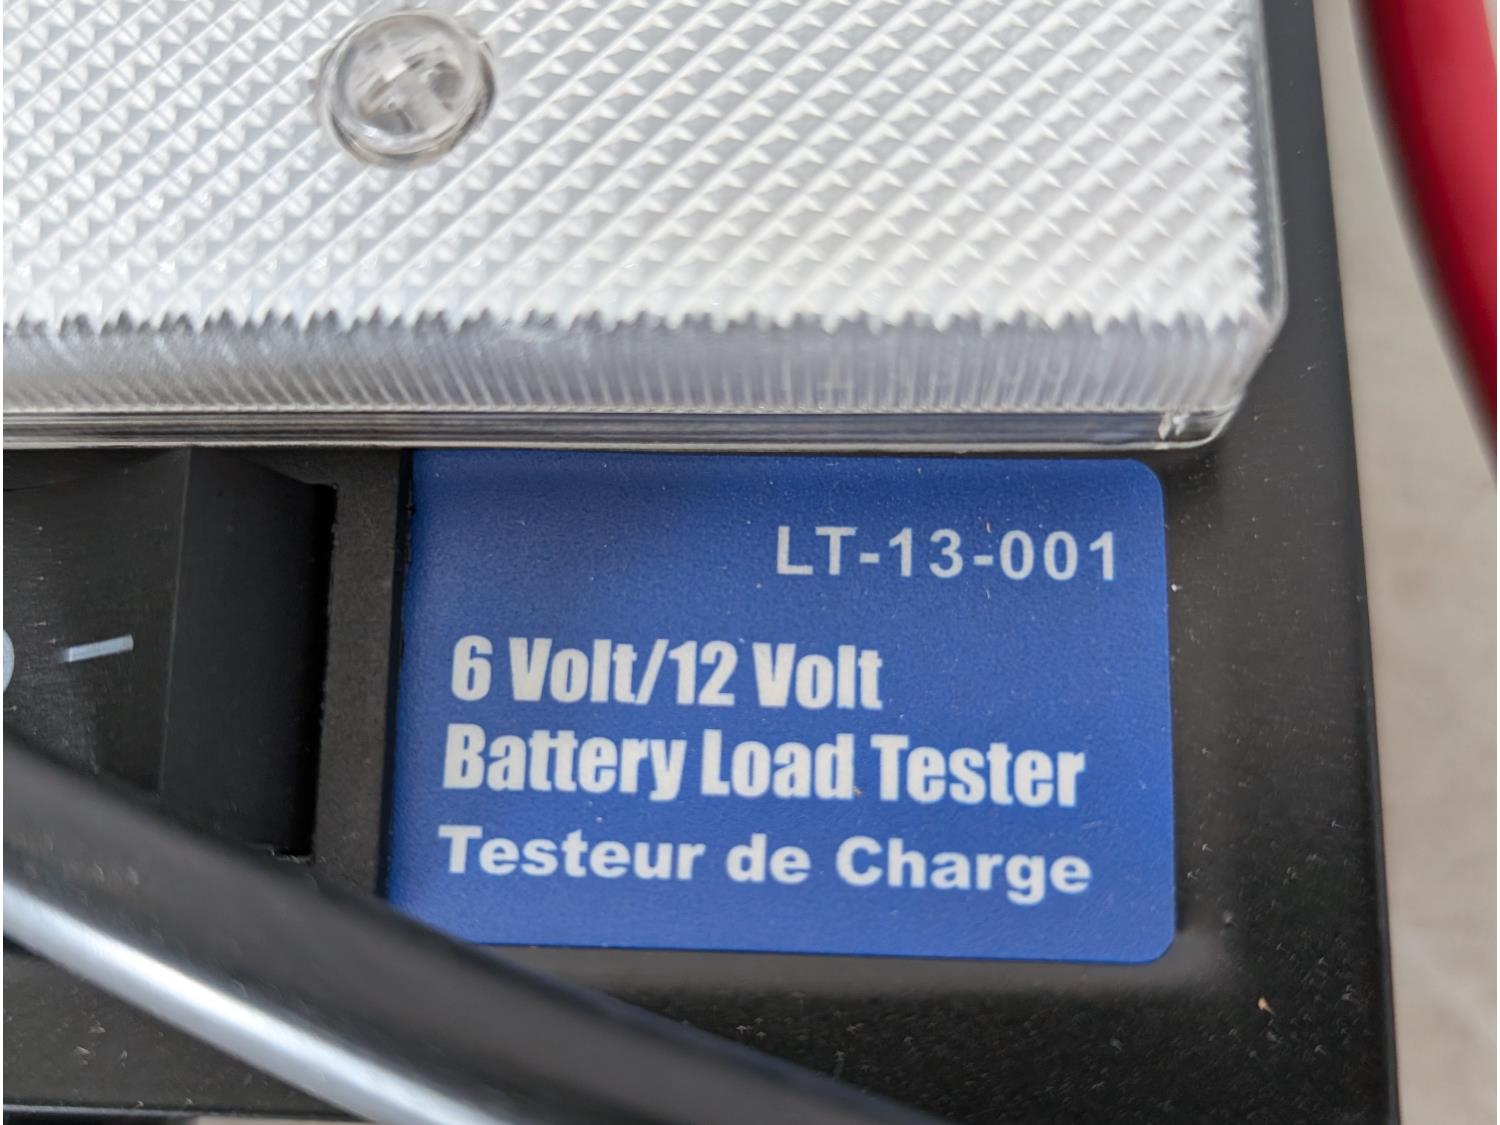 LT-13-001
6 Volt/12 Volt
Battery Load Tester
Testeur de Charge